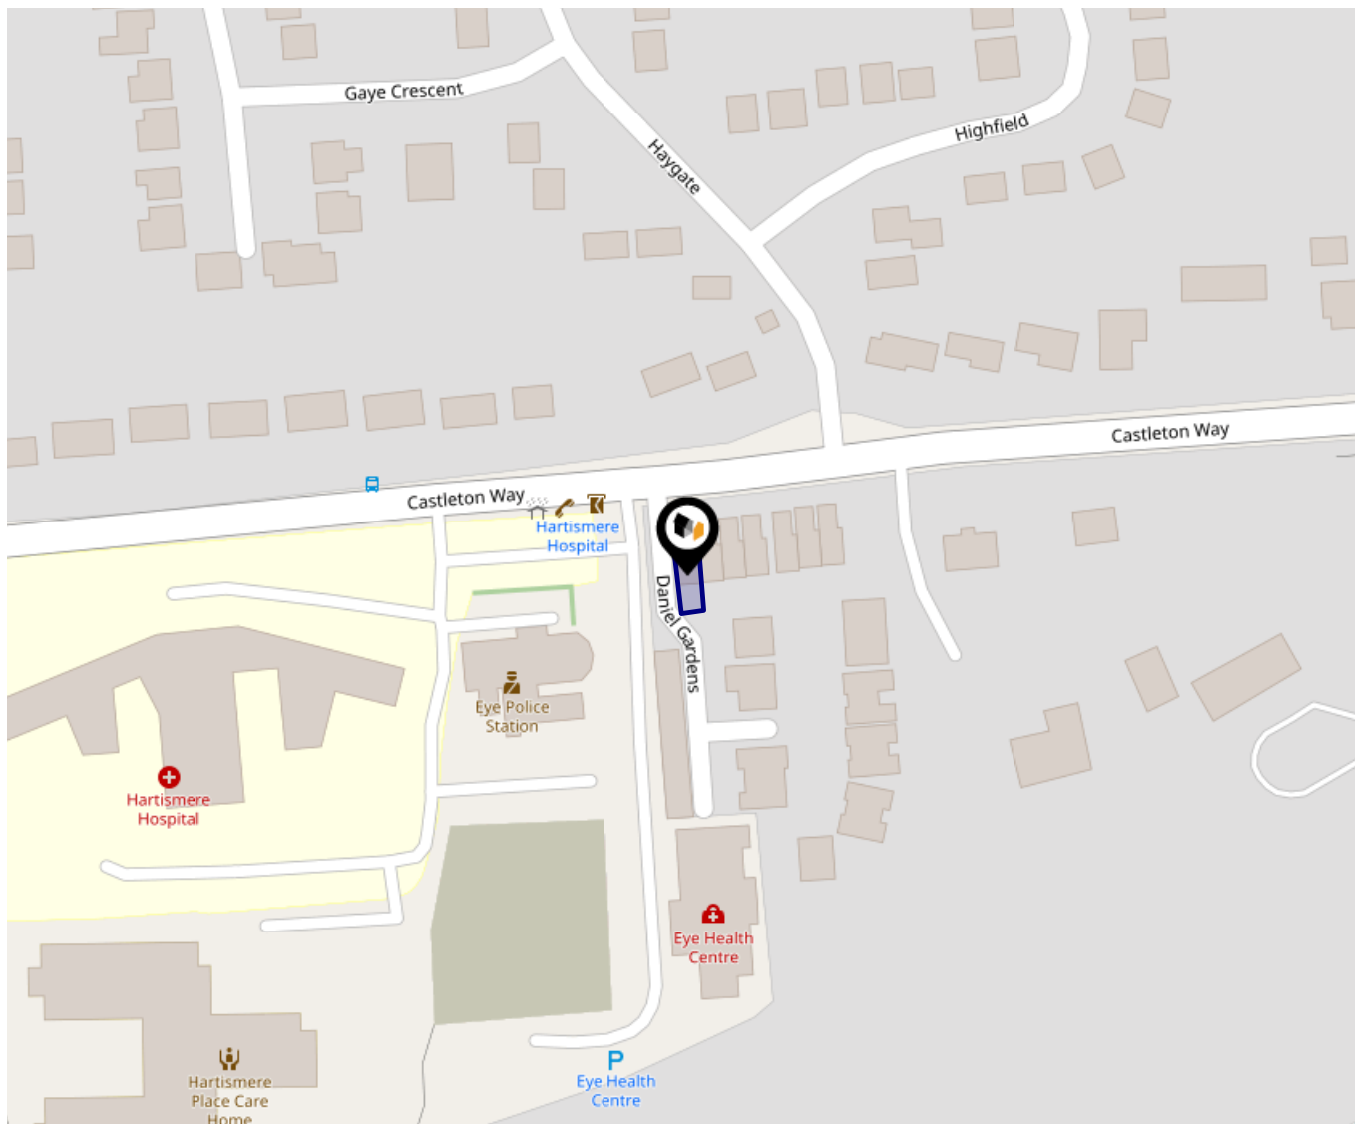 Gaye Crescent
Haygate
Highfield
Castleton Way
Castleton Way
Hartismere
Hospital
Daniel Gardens
Eye Police
Station
Hartismere
Hospital
Eye Health
Centre
P
Eye Health
Centre
Hartismere
Place Care
Home